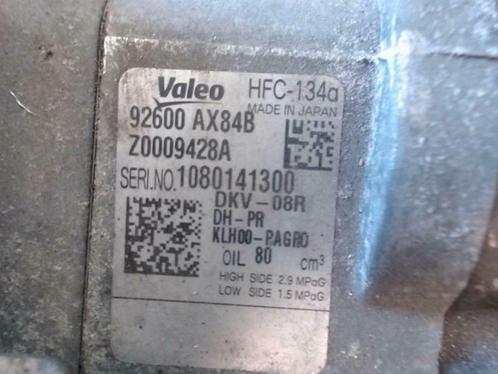 Valeo HFC-134a
MADE IN JAPAN
92600 AX84B
Z0009428A
SERI.NO.1080141300
DKV-08R
DH-PR
KLH00-PAGR0
OIL 80 cm³
HIGH SIDE 2.9 MPaG
LOW SIDE 1.5 MPaG